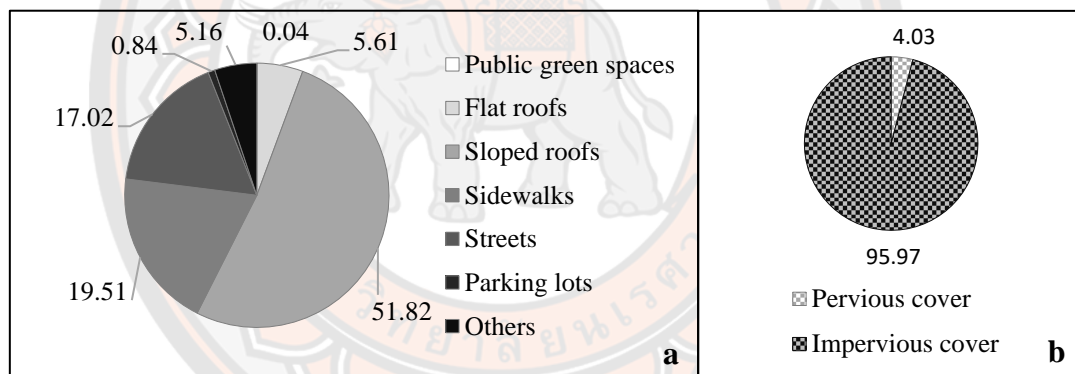 5.16
0.04
0.84
5.61
17.02
19.51
51.82
Public green spaces
Flat roofs
Sloped roofs
Sidewalks
Streets
Parking lots
Others
a
4.03
95.97
Pervious cover
Impervious cover
b